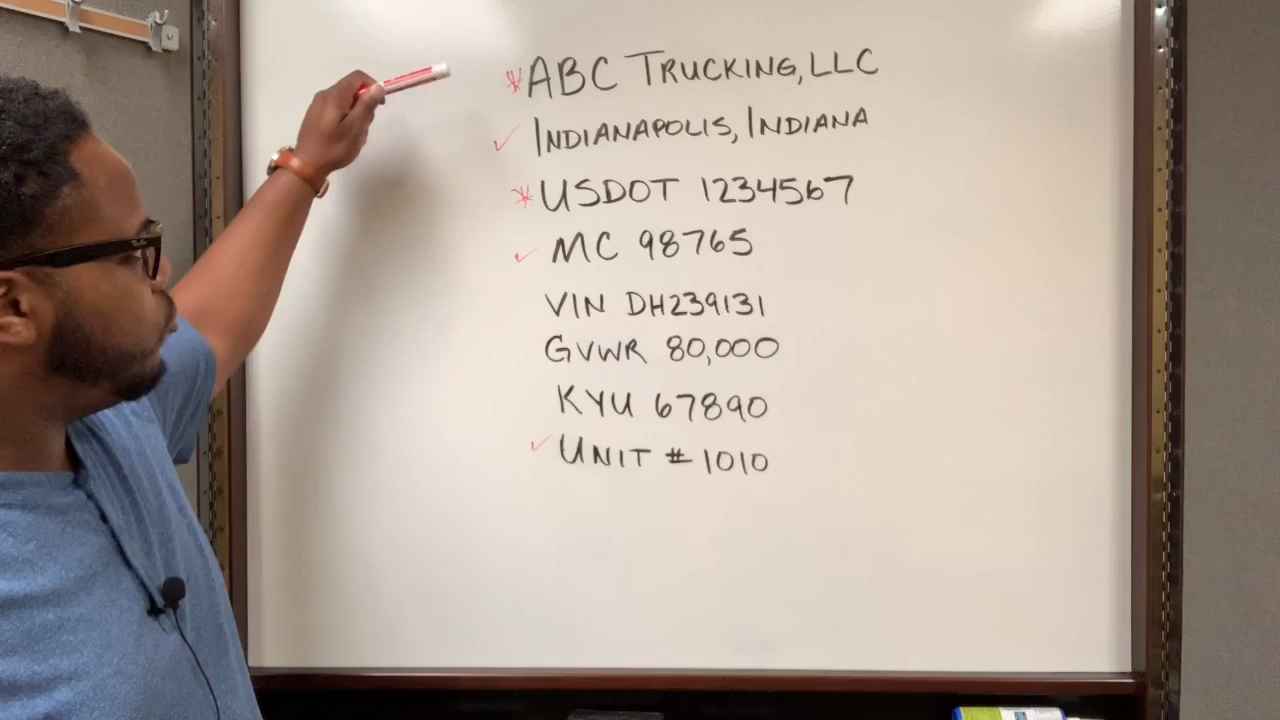 * ABC TRUCKING, LLC
✓ INDIANAPOLIS, INDIANA
* USDOT 1234567
✓ MC 98765
VIN DH239131
GVWR 80,000
KYU 67890
✓ UNIT # 1010